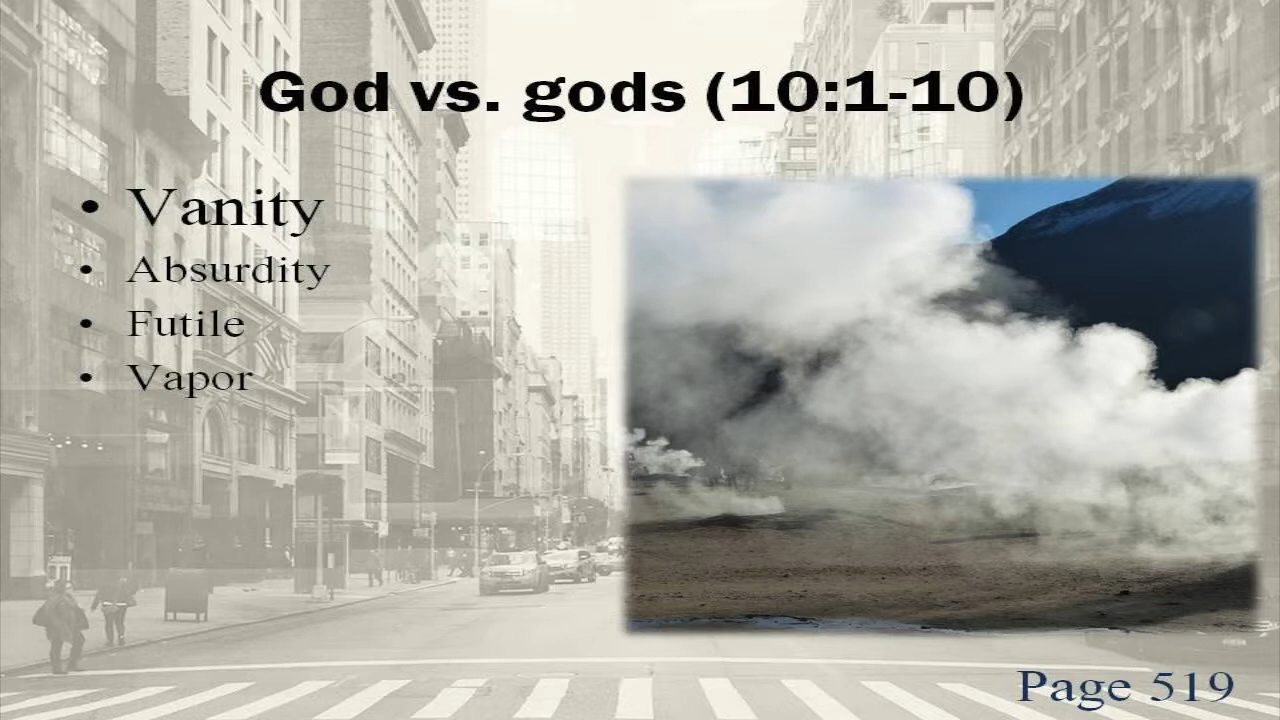 God vs. gods (10:1-10)
• Vanity
• Absurdity
• Futile
• Vapor
Page 519